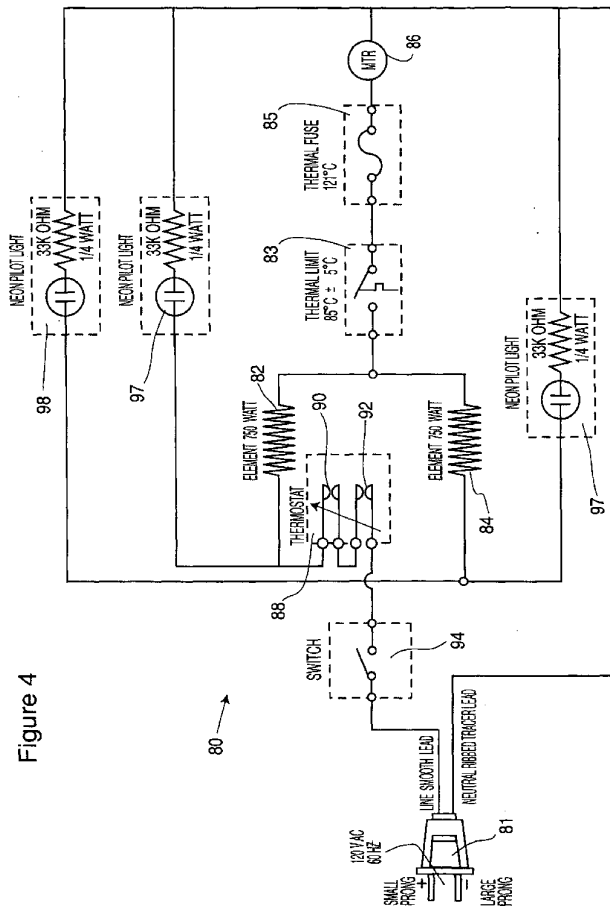 Figure 4
80
98
NEON PILOT LIGHT
33K OHM
1/4 WATT
97
NEON PILOT LIGHT
33K OHM
1/4 WATT
82
ELEMENT 750 WATT
THERMOSTAT
90
92
88
ELEMENT 750 WATT
84
83
THERMAL LIMIT
85°C ± 5°C
85
THERMAL FUSE
121°C
MTR
86
NEON PILOT LIGHT
33K OHM
1/4 WATT
97
SWITCH
94
LINE SMOOTH LEAD
NEUTRAL RIBBED TRACER LEAD
120 V AC
60 HZ
SMALL
PRONG
+
-
LARGE
PRONG
81